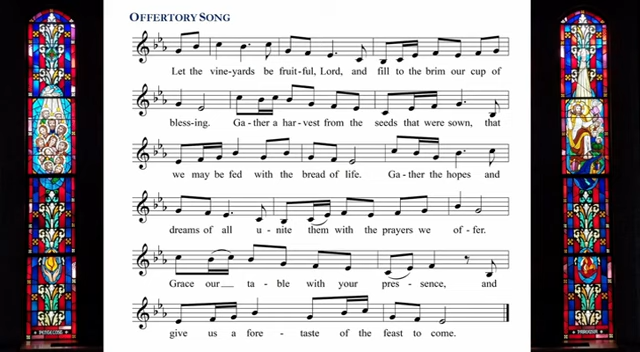 OFFERTORY SONG
Let the vine-yards be fruit-ful, Lord, and fill to the brim our cup of
bless-ing. Ga-ther a har-vest from the seeds that were sown, that
we may be fed with the bread of life. Ga-ther the hopes and
dreams of all u-nite them with the prayers we of-fer.
Grace our__ ta-ble with your pres-sence, and
give us a fore-taste of the feast to come.
PENTECOST